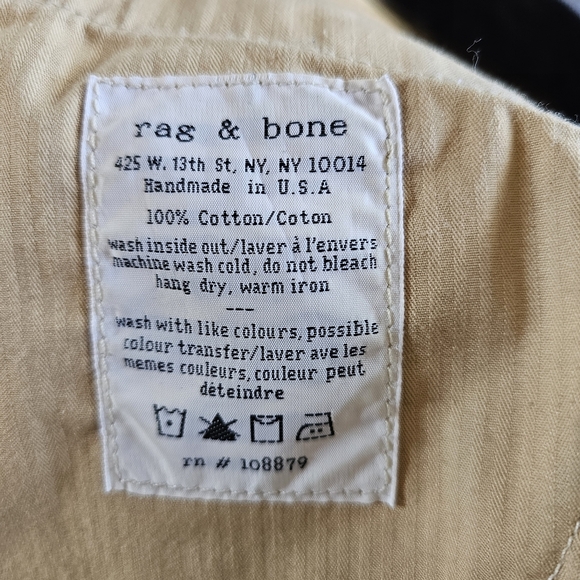 rag & bone
425 W. 13th St, NY, NY 10014
Handmade in U.S.A
100% Cotton/Coton
wash inside out/laver à l'envers
machine wash cold, do not bleach
hang dry, warm iron
---
wash with like colours, possible
colour transfer/laver ave les
memes couleurs, couleur peut
déteindre
rn # 108879